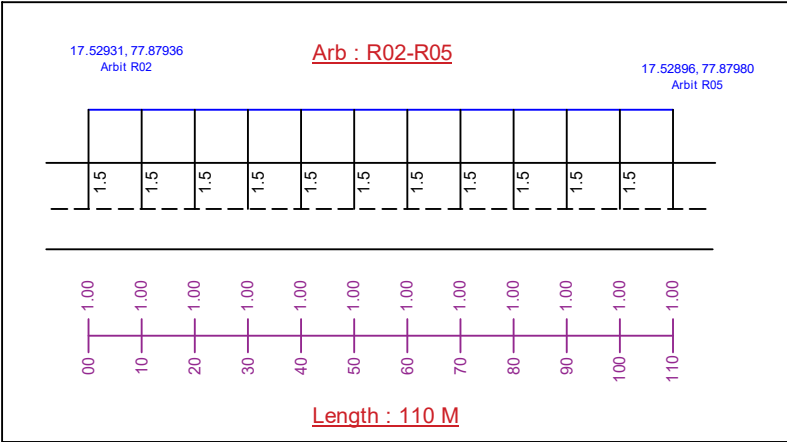 Arb : R02-R05
17.52931, 77.87936
Arbit R02
17.52896, 77.87980
Arbit R05
1.5 1.5 1.5 1.5 1.5 1.5 1.5 1.5 1.5 1.5 1.5
1.00 1.00 1.00 1.00 1.00 1.00 1.00 1.00 1.00 1.00 1.00 1.00
00 10 20 30 40 50 60 70 80 90 100 110
Length : 110 M